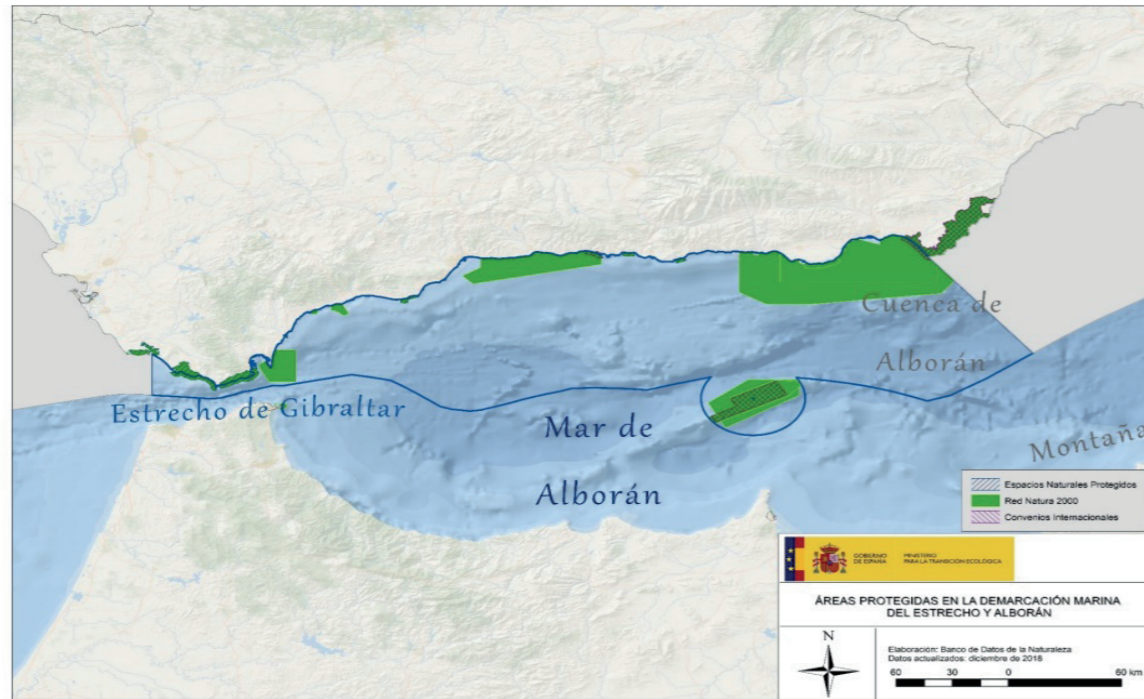 Cuenca de
Alborán
Estrecho de Gibraltar
Mar de
Alborán
Montaña
Espacios Naturales Protegidos
Red Natura 2000
Convenios Internacionales
GOBIERNO
DE ESPAÑA
MINISTERIO
PARA LA TRANSICIÓN ECOLÓGICA
ÁREAS PROTEGIDAS EN LA DEMARCACIÓN MARINA
DEL ESTRECHO Y ALBORÁN
N
Elaboración: Banco de Datos de la Naturaleza
Datos actualizados: diciembre de 2018
60 30 0 60 km